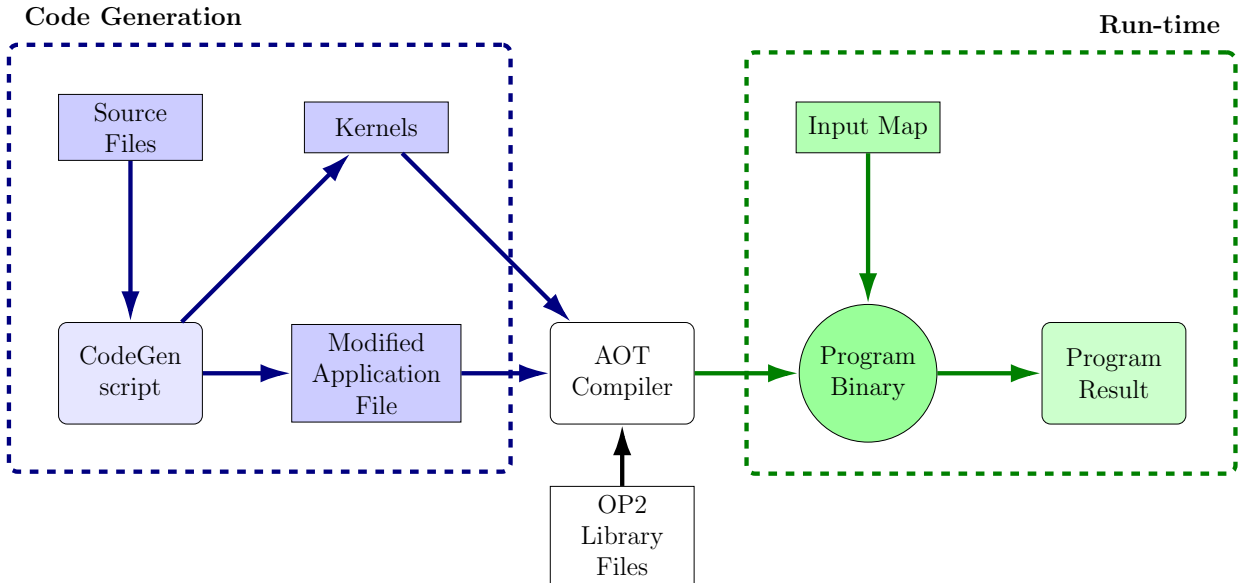 Code Generation
Run-time
Source
Files
Kernels
Input Map
CodeGen
script
Modified
Application
File
AOT
Compiler
Program
Binary
Program
Result
OP2
Library
Files